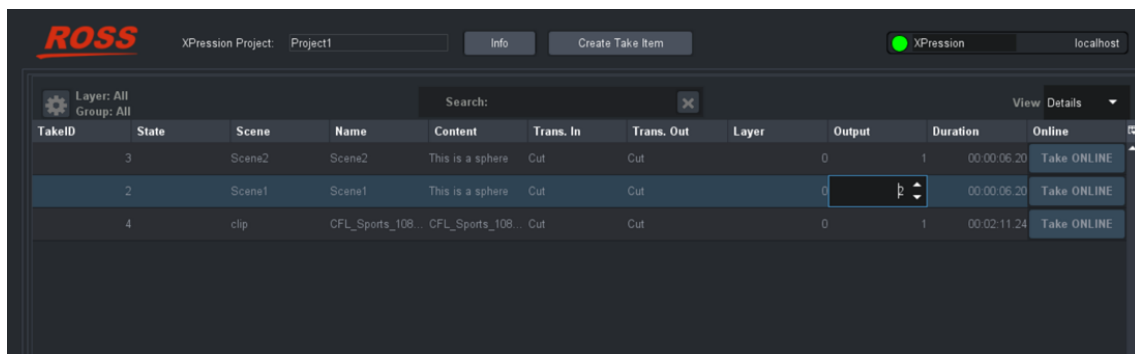 ROSS XPression Project: Project1 Info Create Take Item XPression localhost
Layer: All
Group: All
Search: View Details
TakeID State Scene Name Content Trans. In Trans. Out Layer Output Duration Online
3 Scene2 Scene2 This is a sphere Cut Cut 0 1 00:00:06.20 Take ONLINE
2 Scene1 Scene1 This is a sphere Cut Cut 0 2 00:00:06.20 Take ONLINE
4 clip CFL_Sports_108... CFL_Sports_108... Cut Cut 0 1 00:02:11.24 Take ONLINE